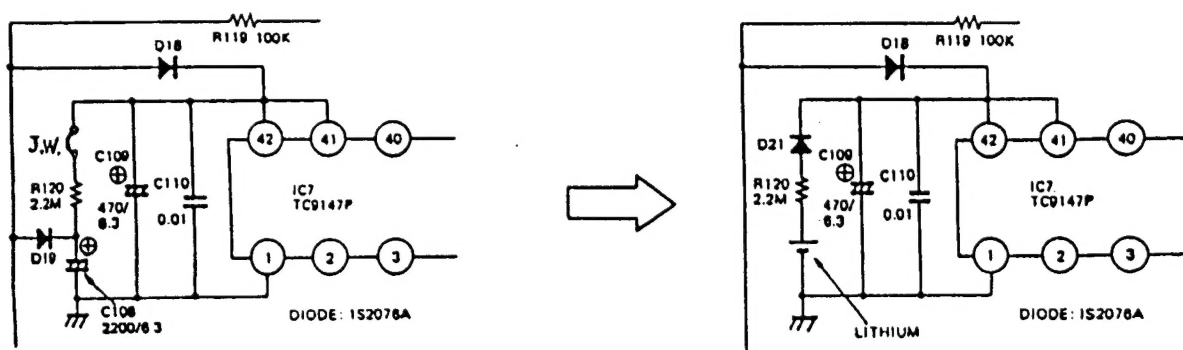 R119 100K
D18
J.W.
C109
R120
2.2M
C110
470/
6.3
0.01
42
41
40
IC7
TC9147P
1
2
3
D19
C108
2200/6.3
DIODE: 1S2076A
R119 100K
D18
D21
C109
R120
2.2M
C110
470/
6.3
0.01
42
41
40
IC7.
TC9147P
1
2
3
LITHIUM
DIODE: 1S2076A